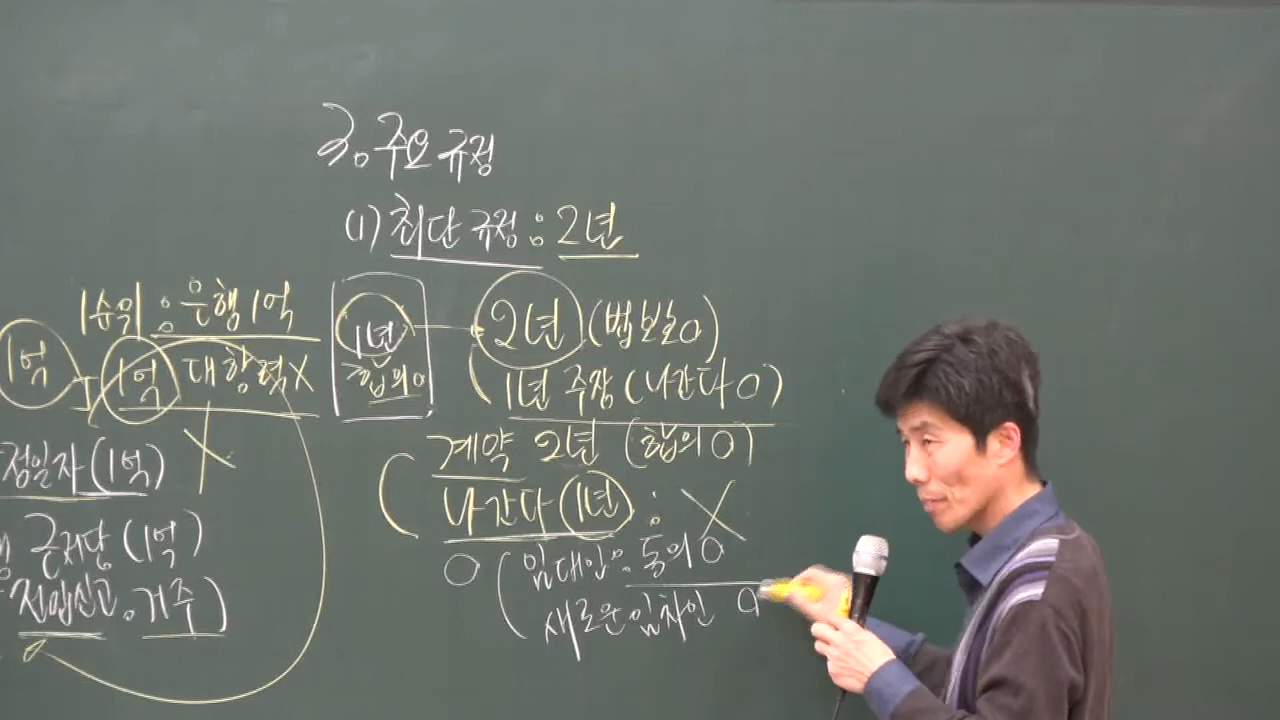 3. 주요 규정
(1) 최단 규정 : 2년
1순위 : 은행 1억
1억 1억 대항력 X
정일자 (1억)
근저당 (1억)
전입신고. 거주)
1년
합의 O
2년 (법 보호 O)
1년 주장 (나간다 O)
계약 2년 (합의 O)
나간다 (1년) : X
O (임대인 : 동의 O
새로운 임차인 O